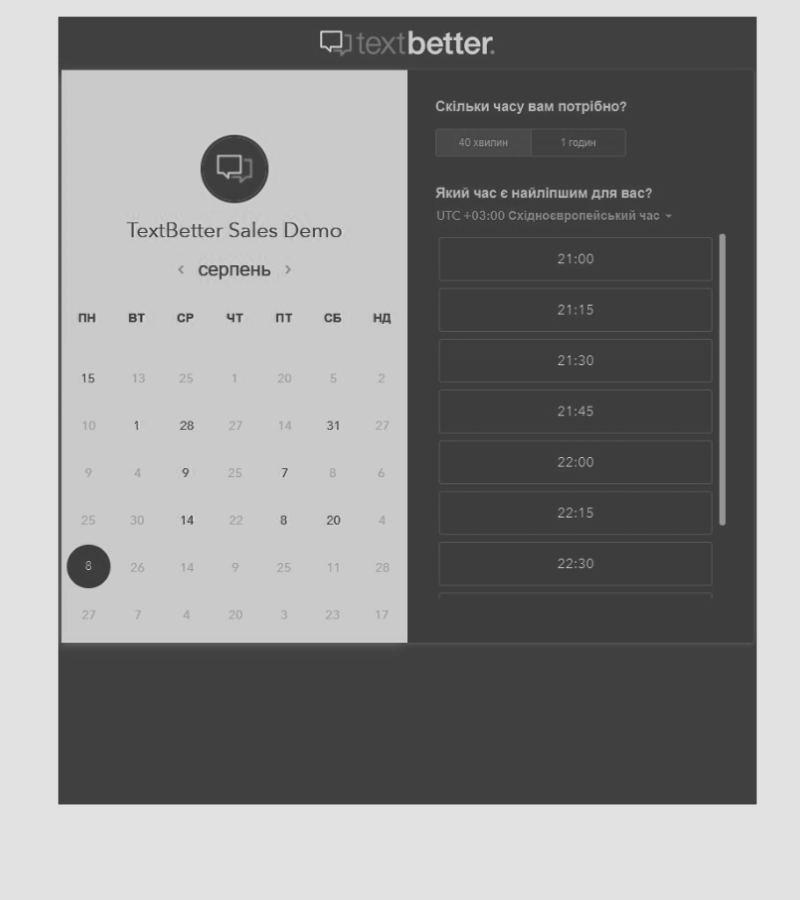 textbetter.
TextBetter Sales Demo
‹ серпень ›
ПН ВТ СР ЧТ ПТ СБ НД
15 13 25 1 20 5 2
10 1 28 27 14 31 27
9 4 9 25 7 8 6
25 30 14 22 8 20 4
8 26 14 9 25 11 28
27 7 4 20 3 23 17
Скільки часу вам потрібно?
40 хвилин 1 годин
Який час є найліпшим для вас?
UTC +03:00 Східноєвропейський час
21:00
21:15
21:30
21:45
22:00
22:15
22:30